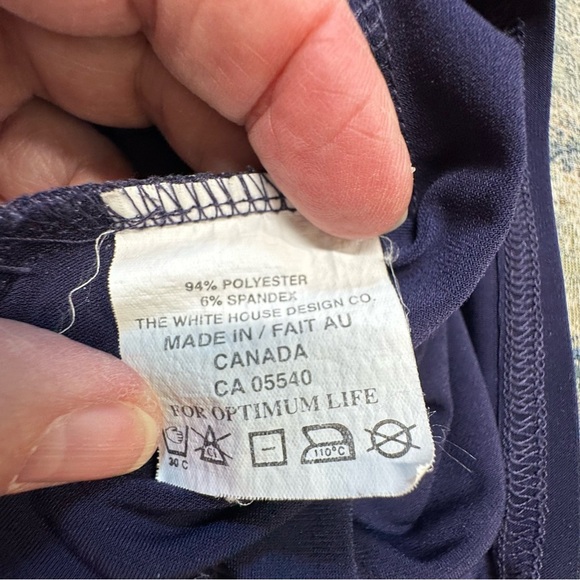 94% POLYESTER
6% SPANDEX
THE WHITE HOUSE DESIGN CO.
MADE IN / FAIT AU
CANADA
CA 05540
FOR OPTIMUM LIFE
30 C
Cl
110°C